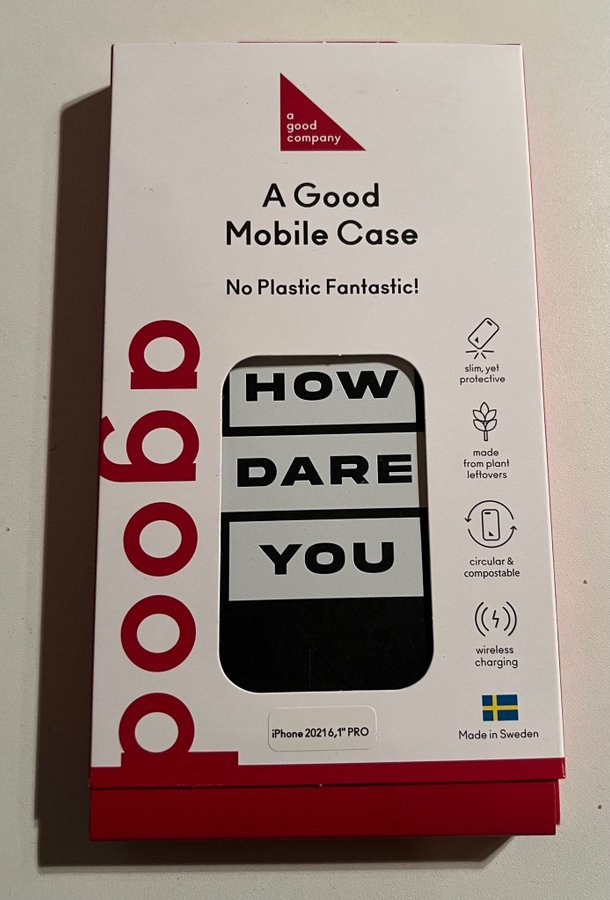 a
good
company
A Good
Mobile Case
No Plastic Fantastic!
agood
HOW
DARE
YOU
slim, yet
protective
made
from plant
leftovers
circular &
compostable
wireless
charging
Made in Sweden
iPhone 2021 6,1" PRO